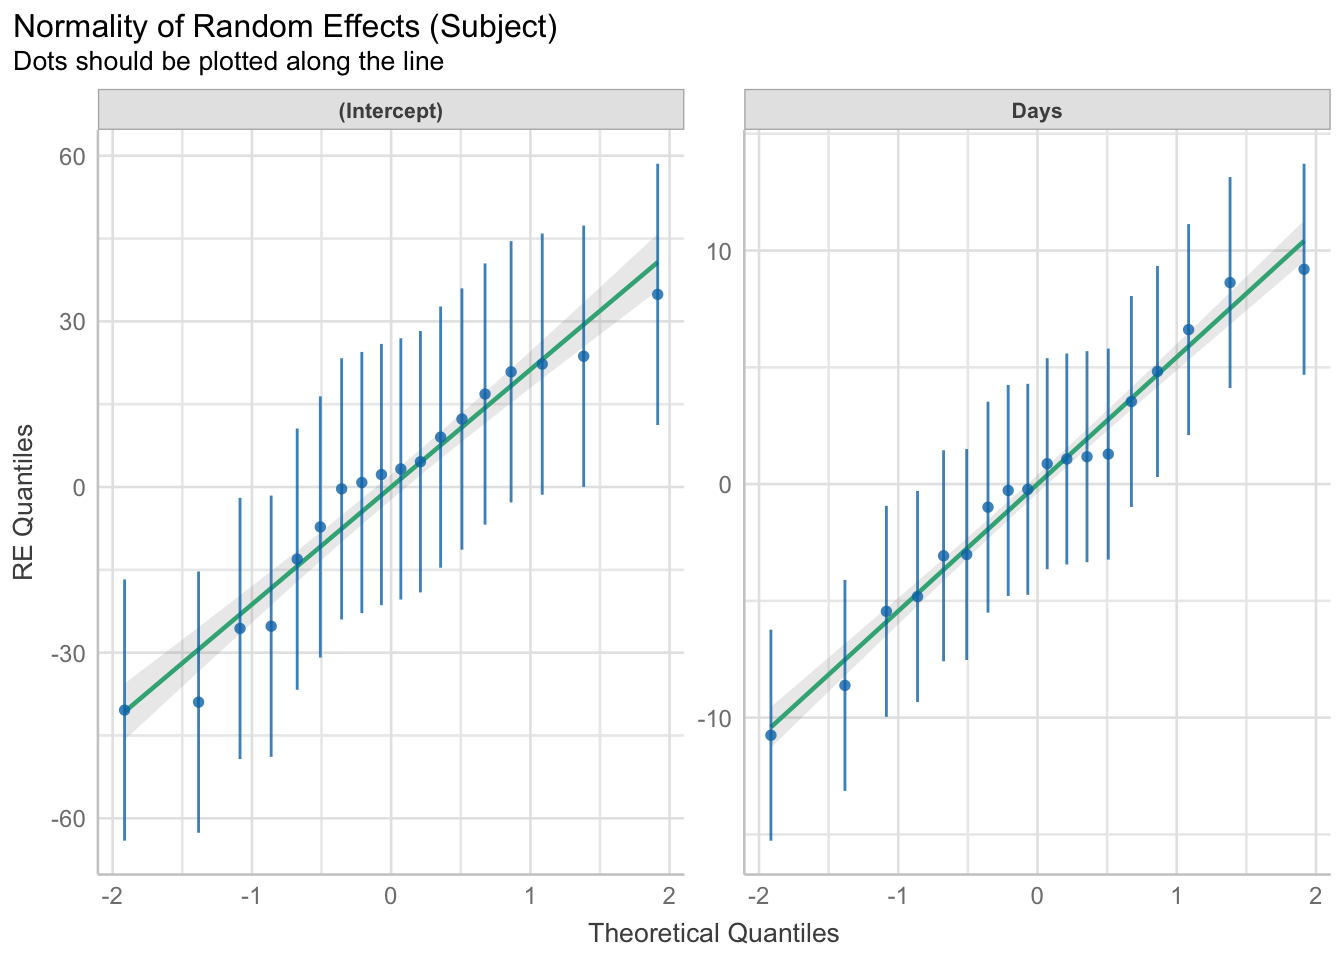 Normality of Random Effects (Subject)
Dots should be plotted along the line
(Intercept)
Days
60
30
0
-30
-60
10
0
-10
RE Quantiles
-2 -1 0 1 2
-2 -1 0 1 2
Theoretical Quantiles